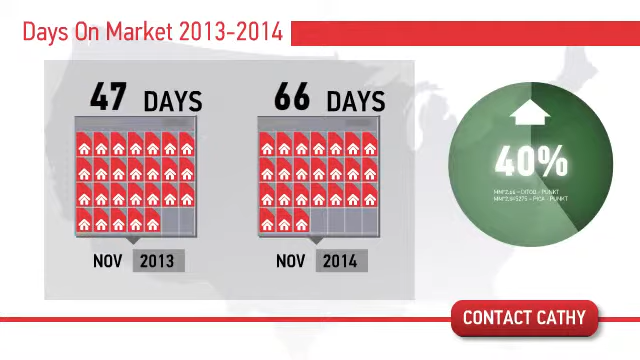 Days On Market 2013-2014
47 DAYS
66 DAYS
40%
NOV 2013
NOV 2014
CONTACT CATHY